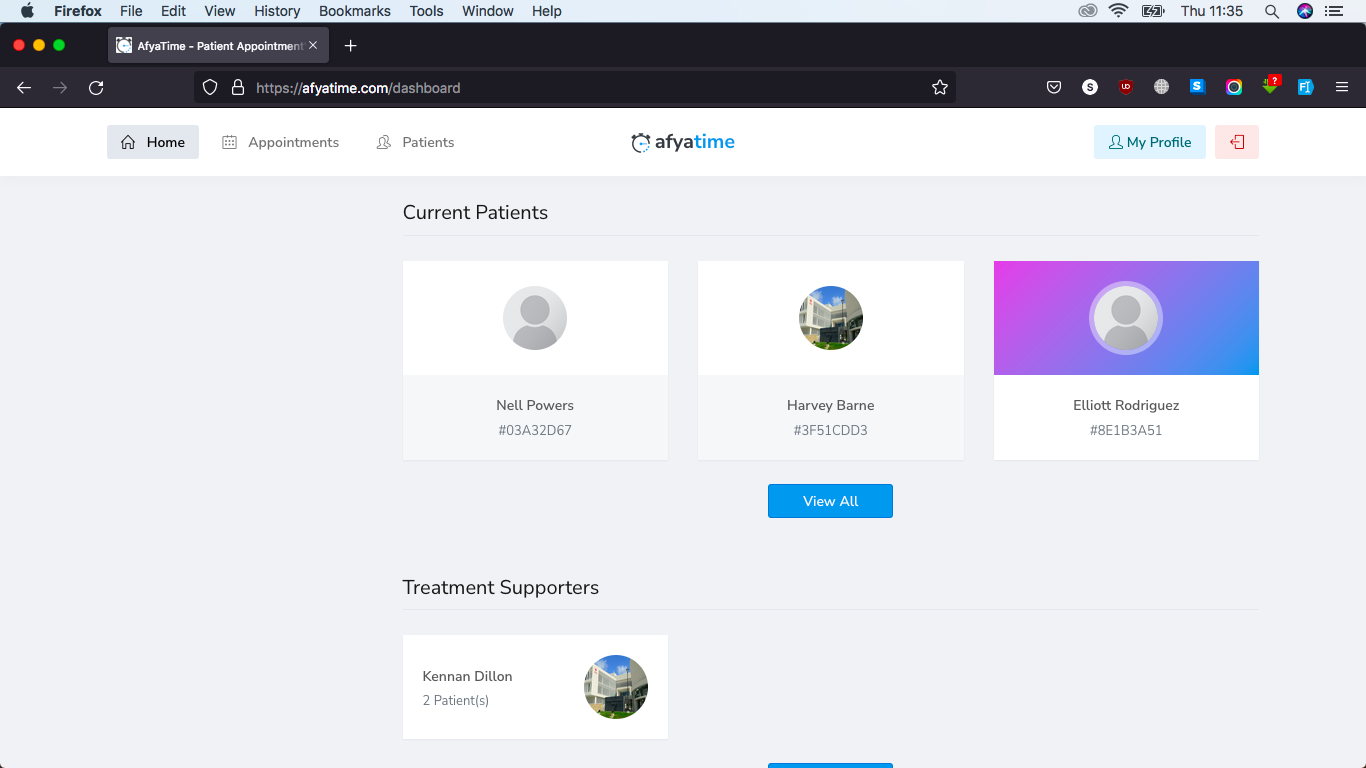 Firefox File Edit View History Bookmarks Tools Window Help Thu 11:35
AfyaTime - Patient Appointment
https://afyatime.com/dashboard
S UD S ? FI
Home Appointments Patients afyatime My Profile
Current Patients
Nell Powers
#03A32D67
Harvey Barne
#3F51CDD3
Elliott Rodriguez
#8E1B3A51
View All
Treatment Supporters
Kennan Dillon
2 Patient(s)